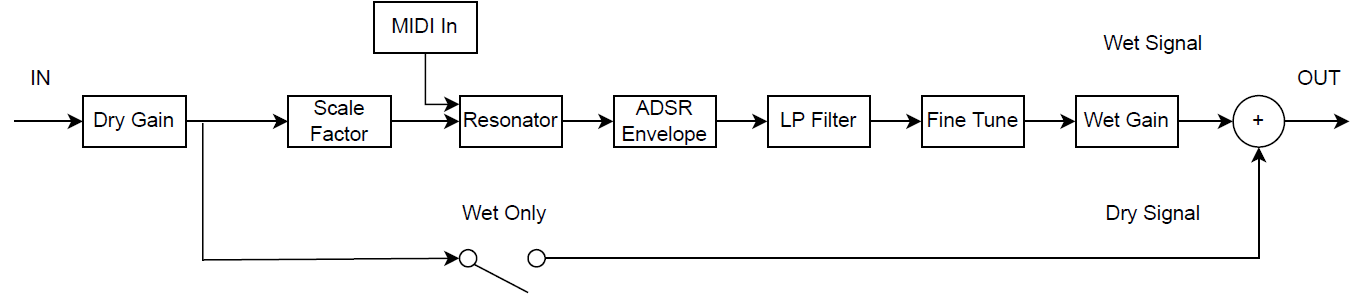 MIDI In
Wet Signal
IN
OUT
Dry Gain
Scale
Factor
Resonator
ADSR
Envelope
LP Filter
Fine Tune
Wet Gain
+
Wet Only
Dry Signal